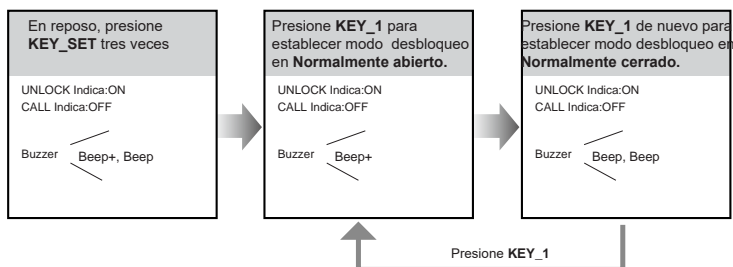 En reposo, presione
KEY_SET tres veces
UNLOCK Indica:ON
CALL Indica:OFF
Buzzer
Beep+, Beep
Presione KEY_1 para
establecer modo desbloqueo
en Normalmente abierto.
UNLOCK Indica:ON
CALL Indica:OFF
Buzzer
Beep+
Presione KEY_1 de nuevo para
establecer modo desbloqueo en
Normalmente cerrado.
UNLOCK Indica:ON
CALL Indica:OFF
Buzzer
Beep, Beep
Presione KEY_1